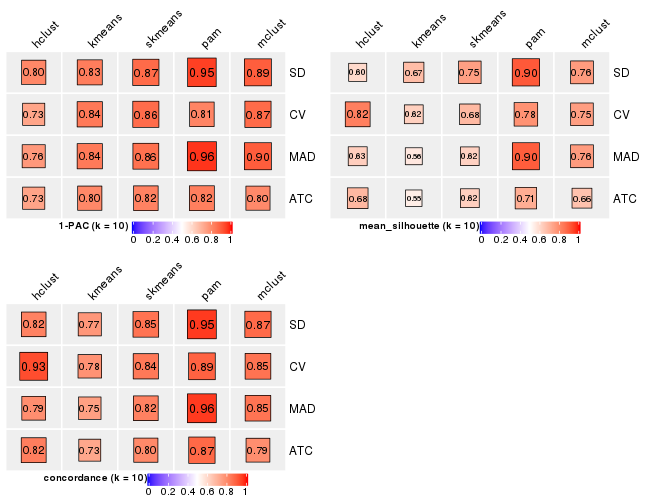 hclust kmeans skmeans pam mclust
0.80 0.83 0.87 0.95 0.89 SD
0.73 0.84 0.86 0.81 0.87 CV
0.76 0.84 0.86 0.96 0.90 MAD
0.73 0.80 0.82 0.82 0.80 ATC
1-PAC (k = 10)
0 0.2 0.4 0.6 0.8 1
hclust kmeans skmeans pam mclust
0.60 0.67 0.75 0.90 0.76 SD
0.82 0.62 0.68 0.78 0.75 CV
0.63 0.56 0.62 0.90 0.76 MAD
0.68 0.55 0.62 0.71 0.66 ATC
mean_silhouette (k = 10)
0 0.2 0.4 0.6 0.8 1
hclust kmeans skmeans pam mclust
0.82 0.77 0.85 0.95 0.87 SD
0.93 0.78 0.84 0.89 0.85 CV
0.79 0.75 0.82 0.96 0.85 MAD
0.82 0.73 0.80 0.87 0.79 ATC
concordance (k = 10)
0 0.2 0.4 0.6 0.8 1